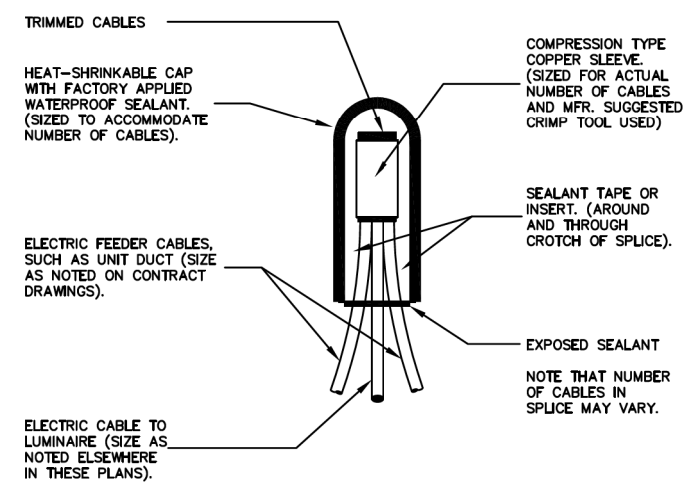 TRIMMED CABLES
HEAT-SHRINKABLE CAP
WITH FACTORY APPLIED
WATERPROOF SEALANT.
(SIZED TO ACCOMMODATE
NUMBER OF CABLES).
ELECTRIC FEEDER CABLES,
SUCH AS UNIT DUCT (SIZE
AS NOTED ON CONTRACT
DRAWINGS).
ELECTRIC CABLE TO
LUMINAIRE (SIZE AS
NOTED ELSEWHERE
IN THESE PLANS).
COMPRESSION TYPE
COPPER SLEEVE.
(SIZED FOR ACTUAL
NUMBER OF CABLES
AND MFR. SUGGESTED
CRIMP TOOL USED)
SEALANT TAPE OR
INSERT. (AROUND
AND THROUGH
CROTCH OF SPLICE).
EXPOSED SEALANT
NOTE THAT NUMBER
OF CABLES IN
SPLICE MAY VARY.